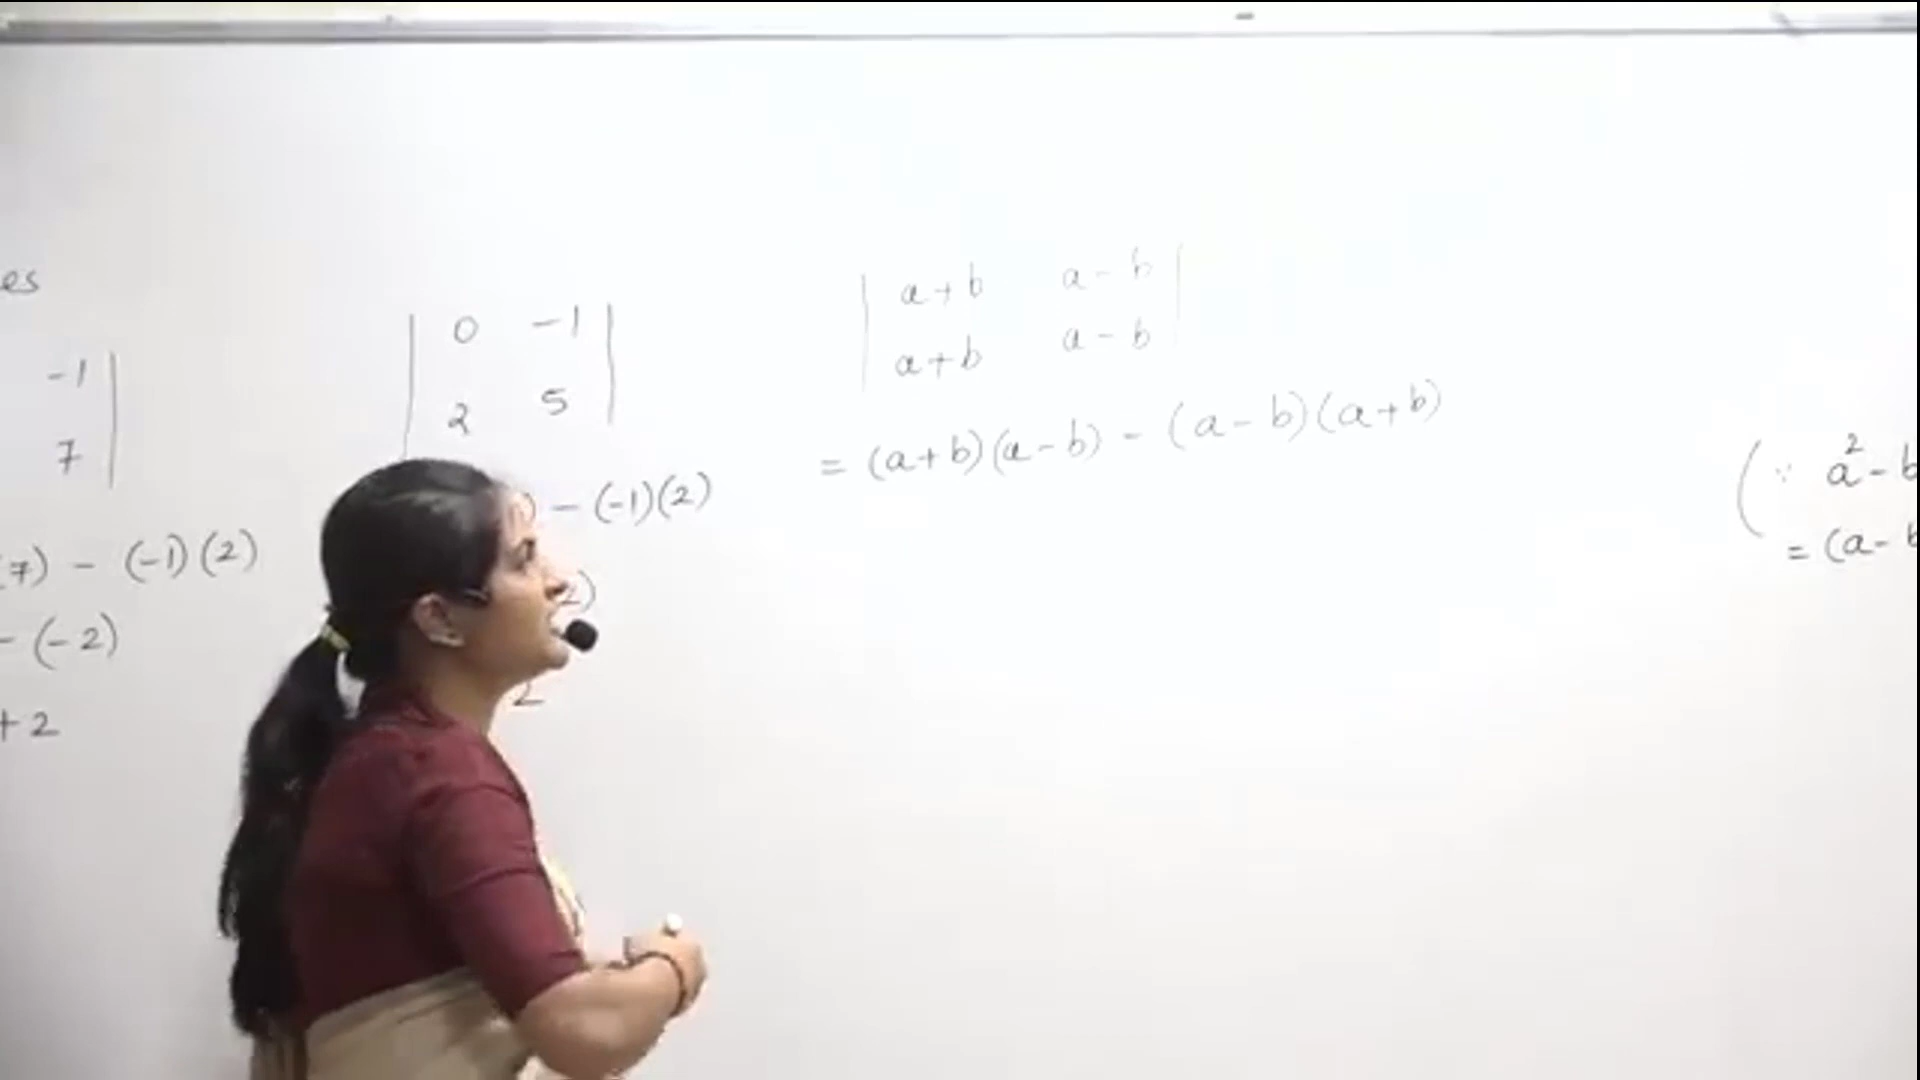 es
-1
7
7) - (-1)(2)
- (-2)
+2
0 -1
2 5
) - (-1)(2)
2)
2
a+b a-b
a+b a-b
= (a+b)(a-b) - (a-b)(a+b)
(∵ a² - b
= (a - b